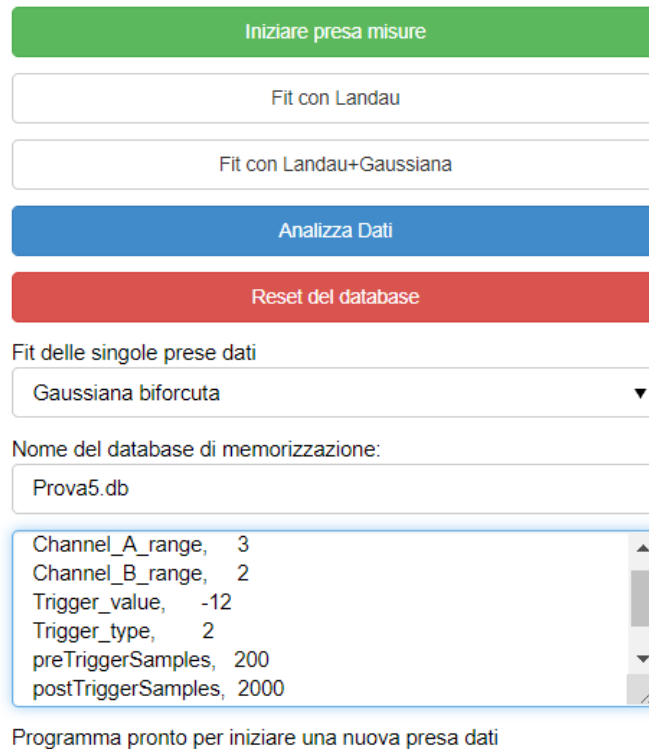 Iniziare presa misure
Fit con Landau
Fit con Landau+Gaussiana
Analizza Dati
Reset del database
Fit delle singole prese dati
Gaussiana biforcuta
Nome del database di memorizzazione:
Prova5.db
Channel_A_range, 3
Channel_B_range, 2
Trigger_value, -12
Trigger_type, 2
preTriggerSamples, 200
postTriggerSamples, 2000
Programma pronto per iniziare una nuova presa dati